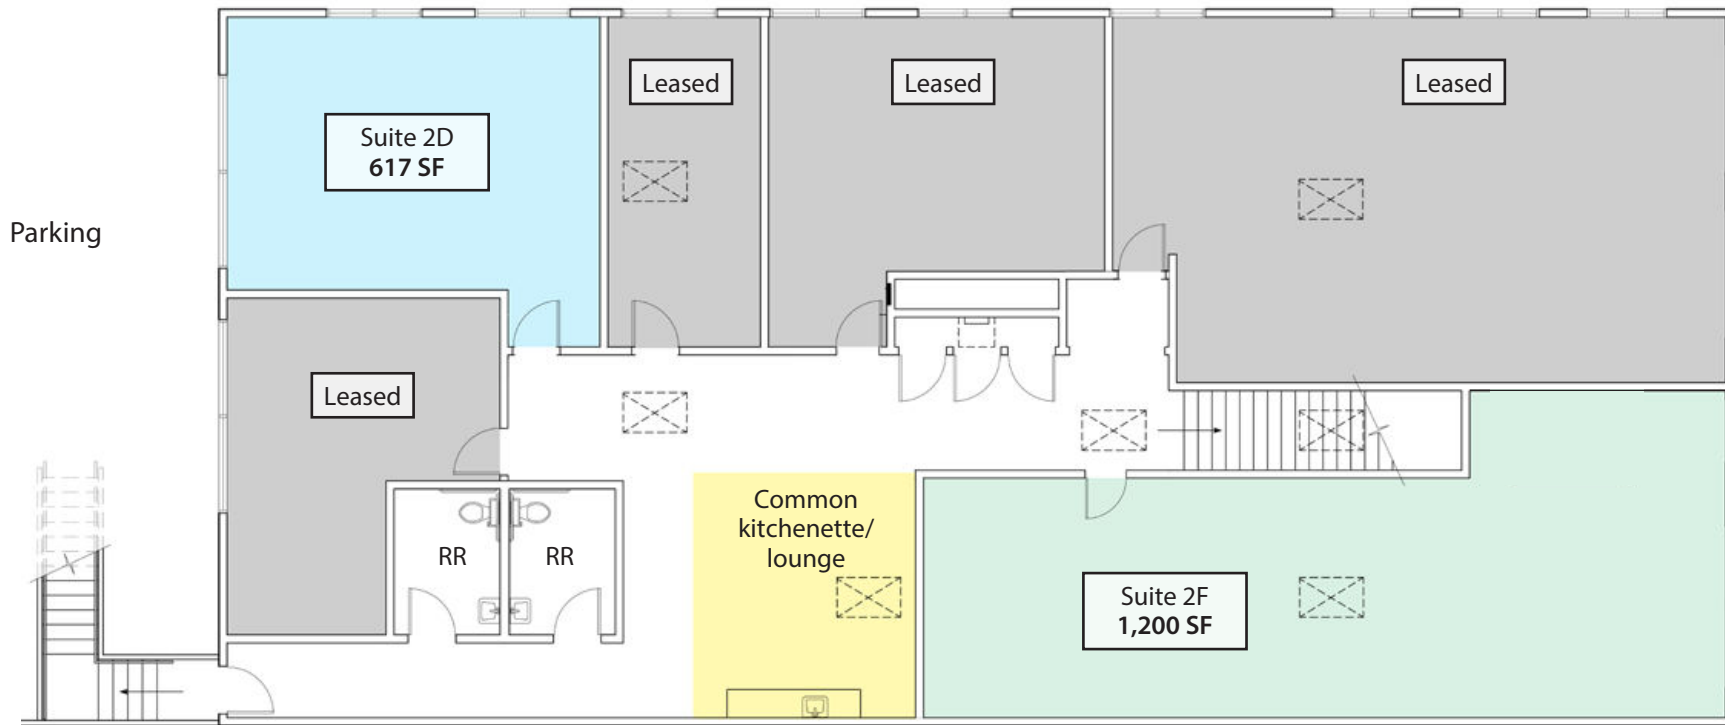 Leased
Leased
Leased
Suite 2D
617 SF
Parking
Leased
Common
kitchenette/
lounge
RR
RR
Suite 2F
1,200 SF